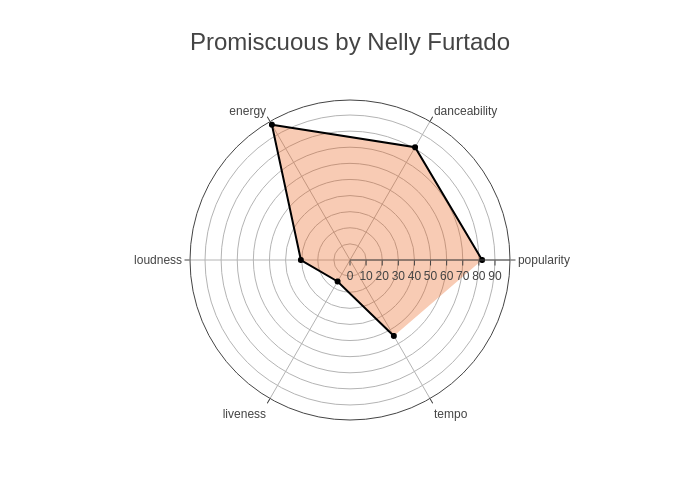 Promiscuous by Nelly Furtado
energy
danceability
loudness
popularity
0 10 20 30 40 50 60 70 80 90
liveness
tempo